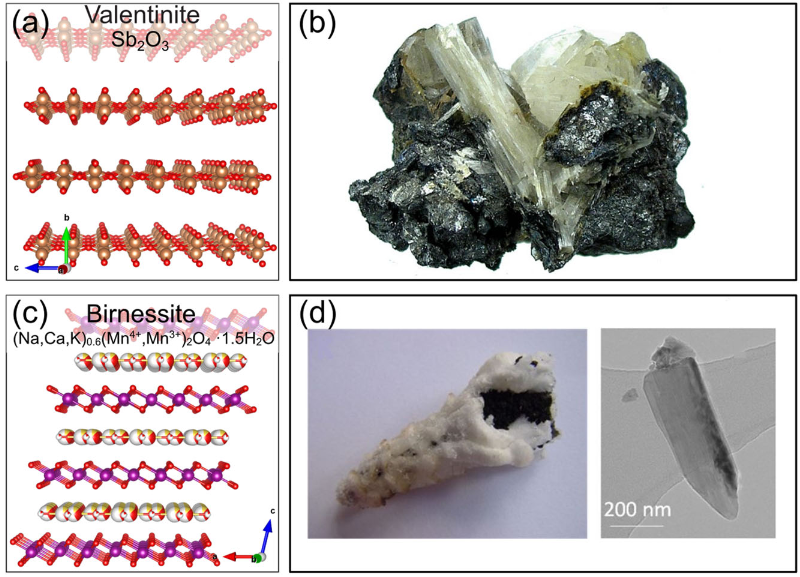 (a)
Valentinite
Sb₂O₃
b
c
a
(b)
(c)
Birnessite
(Na,Ca,K)₀.₆(Mn⁴⁺,Mn³⁺)₂O₄ ·1.5H₂O
c
a
b
(d)
200 nm